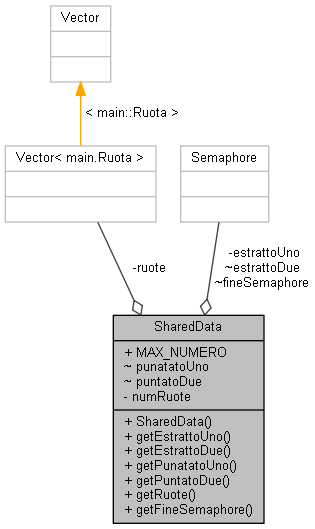 Vector
< main::Ruota >
Vector< main.Ruota >
Semaphore
-ruote
-estrattoUno
~estrattoDue
~fineSemaphore
SharedData
+ MAX_NUMERO
~ punatatoUno
~ puntatoDue
- numRuote
+ SharedData()
+ getEstrattoUno()
+ getEstrattoDue()
+ getPunatatoUno()
+ getPuntatoDue()
+ getRuote()
+ getFineSemaphore()